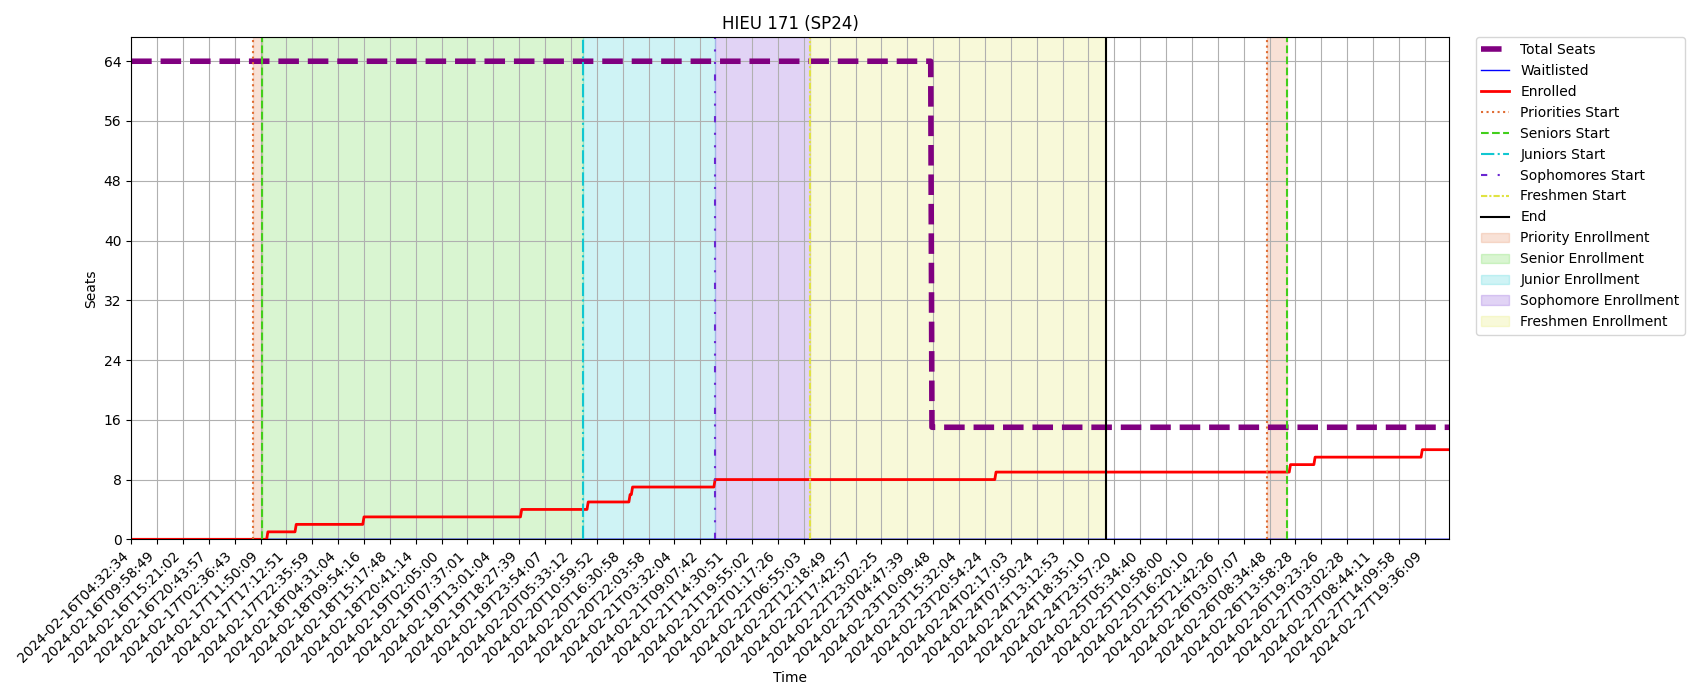 HIEU 171 (SP24)
Total Seats
Waitlisted
Enrolled
Priorities Start
Seniors Start
Juniors Start
Sophomores Start
Freshmen Start
End
Priority Enrollment
Senior Enrollment
Junior Enrollment
Sophomore Enrollment
Freshmen Enrollment
Seats
64
56
48
40
32
24
16
8
0
2024-02-16T04:32:34
2024-02-16T09:58:49
2024-02-16T15:21:02
2024-02-16T20:43:57
2024-02-17T02:36:43
2024-02-17T11:50:09
2024-02-17T17:12:51
2024-02-17T22:35:59
2024-02-18T04:31:04
2024-02-18T09:54:16
2024-02-18T15:17:48
2024-02-18T20:41:14
2024-02-19T02:05:00
2024-02-19T07:37:01
2024-02-19T13:01:04
2024-02-19T18:27:39
2024-02-19T23:54:07
2024-02-20T05:33:12
2024-02-20T10:59:52
2024-02-20T16:30:58
2024-02-20T22:03:58
2024-02-21T03:32:04
2024-02-21T09:07:42
2024-02-21T14:30:51
2024-02-21T19:55:02
2024-02-22T01:17:26
2024-02-22T06:55:03
2024-02-22T12:18:49
2024-02-22T17:42:57
2024-02-22T23:02:25
2024-02-23T04:47:39
2024-02-23T10:09:48
2024-02-23T15:32:04
2024-02-23T20:54:24
2024-02-24T02:17:03
2024-02-24T07:50:24
2024-02-24T13:12:53
2024-02-24T18:35:10
2024-02-24T23:57:20
2024-02-25T05:34:40
2024-02-25T10:58:00
2024-02-25T16:20:10
2024-02-25T21:42:26
2024-02-26T03:07:07
2024-02-26T08:34:48
2024-02-26T13:58:28
2024-02-26T19:23:26
2024-02-27T03:02:28
2024-02-27T08:44:11
2024-02-27T14:09:58
2024-02-27T19:36:09
Time